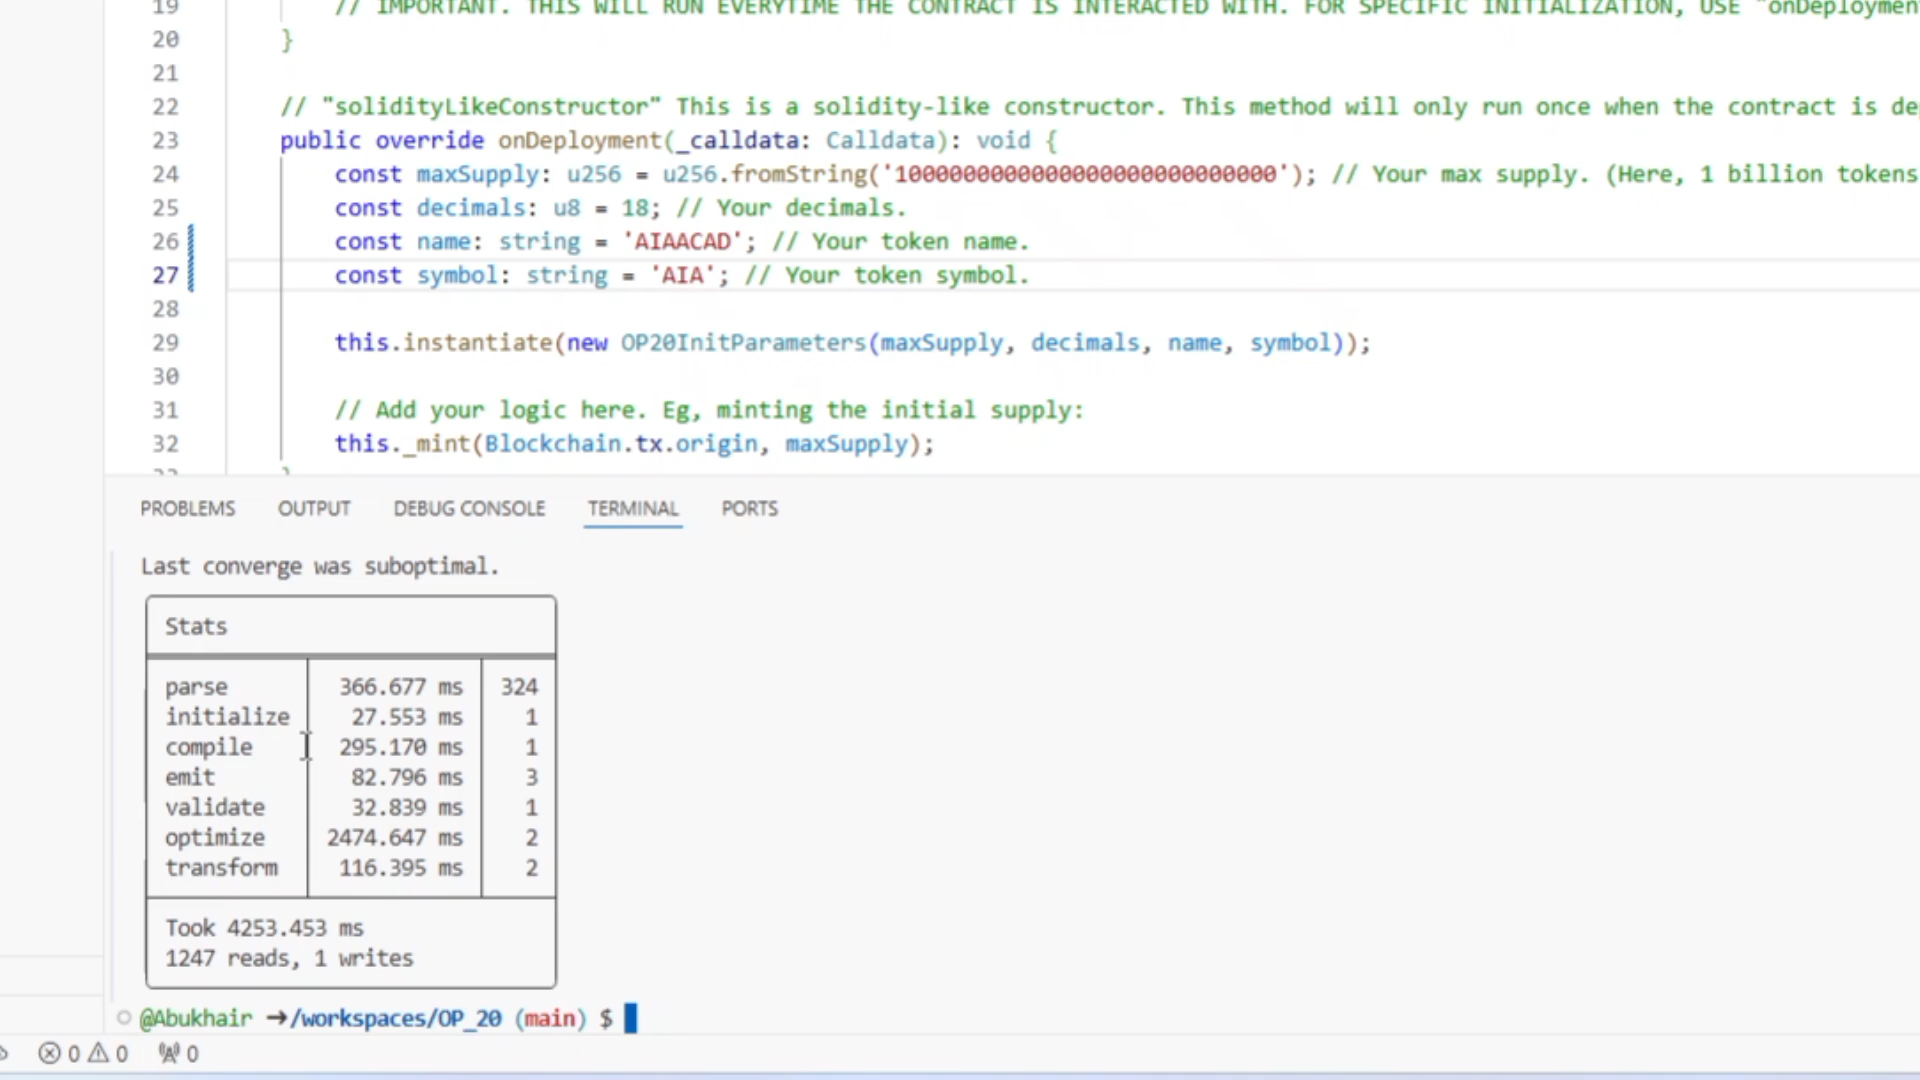 19 // IMPORTANT. THIS WILL RUN EVERYTIME THE CONTRACT IS INTERACTED WITH. FOR SPECIFIC INITIALIZATION, USE "onDeploymen
20 }
21
22 // "solidityLikeConstructor" This is a solidity-like constructor. This method will only run once when the contract is de
23 public override onDeployment(_calldata: Calldata): void {
24 const maxSupply: u256 = u256.fromString('1000000000000000000000000000'); // Your max supply. (Here, 1 billion tokens
25 const decimals: u8 = 18; // Your decimals.
26 const name: string = 'AIAACAD'; // Your token name.
27 const symbol: string = 'AIA'; // Your token symbol.
28
29 this.instantiate(new OP20InitParameters(maxSupply, decimals, name, symbol));
30
31 // Add your logic here. Eg, minting the initial supply:
32 this._mint(Blockchain.tx.origin, maxSupply);
PROBLEMS OUTPUT DEBUG CONSOLE TERMINAL PORTS
Last converge was suboptimal.
Stats
parse 366.677 ms 324
initialize 27.553 ms 1
compile 295.170 ms 1
emit 82.796 ms 3
validate 32.839 ms 1
optimize 2474.647 ms 2
transform 116.395 ms 2
Took 4253.453 ms
1247 reads, 1 writes
@Abukhair ➜/workspaces/OP_20 (main) $
0 0 0